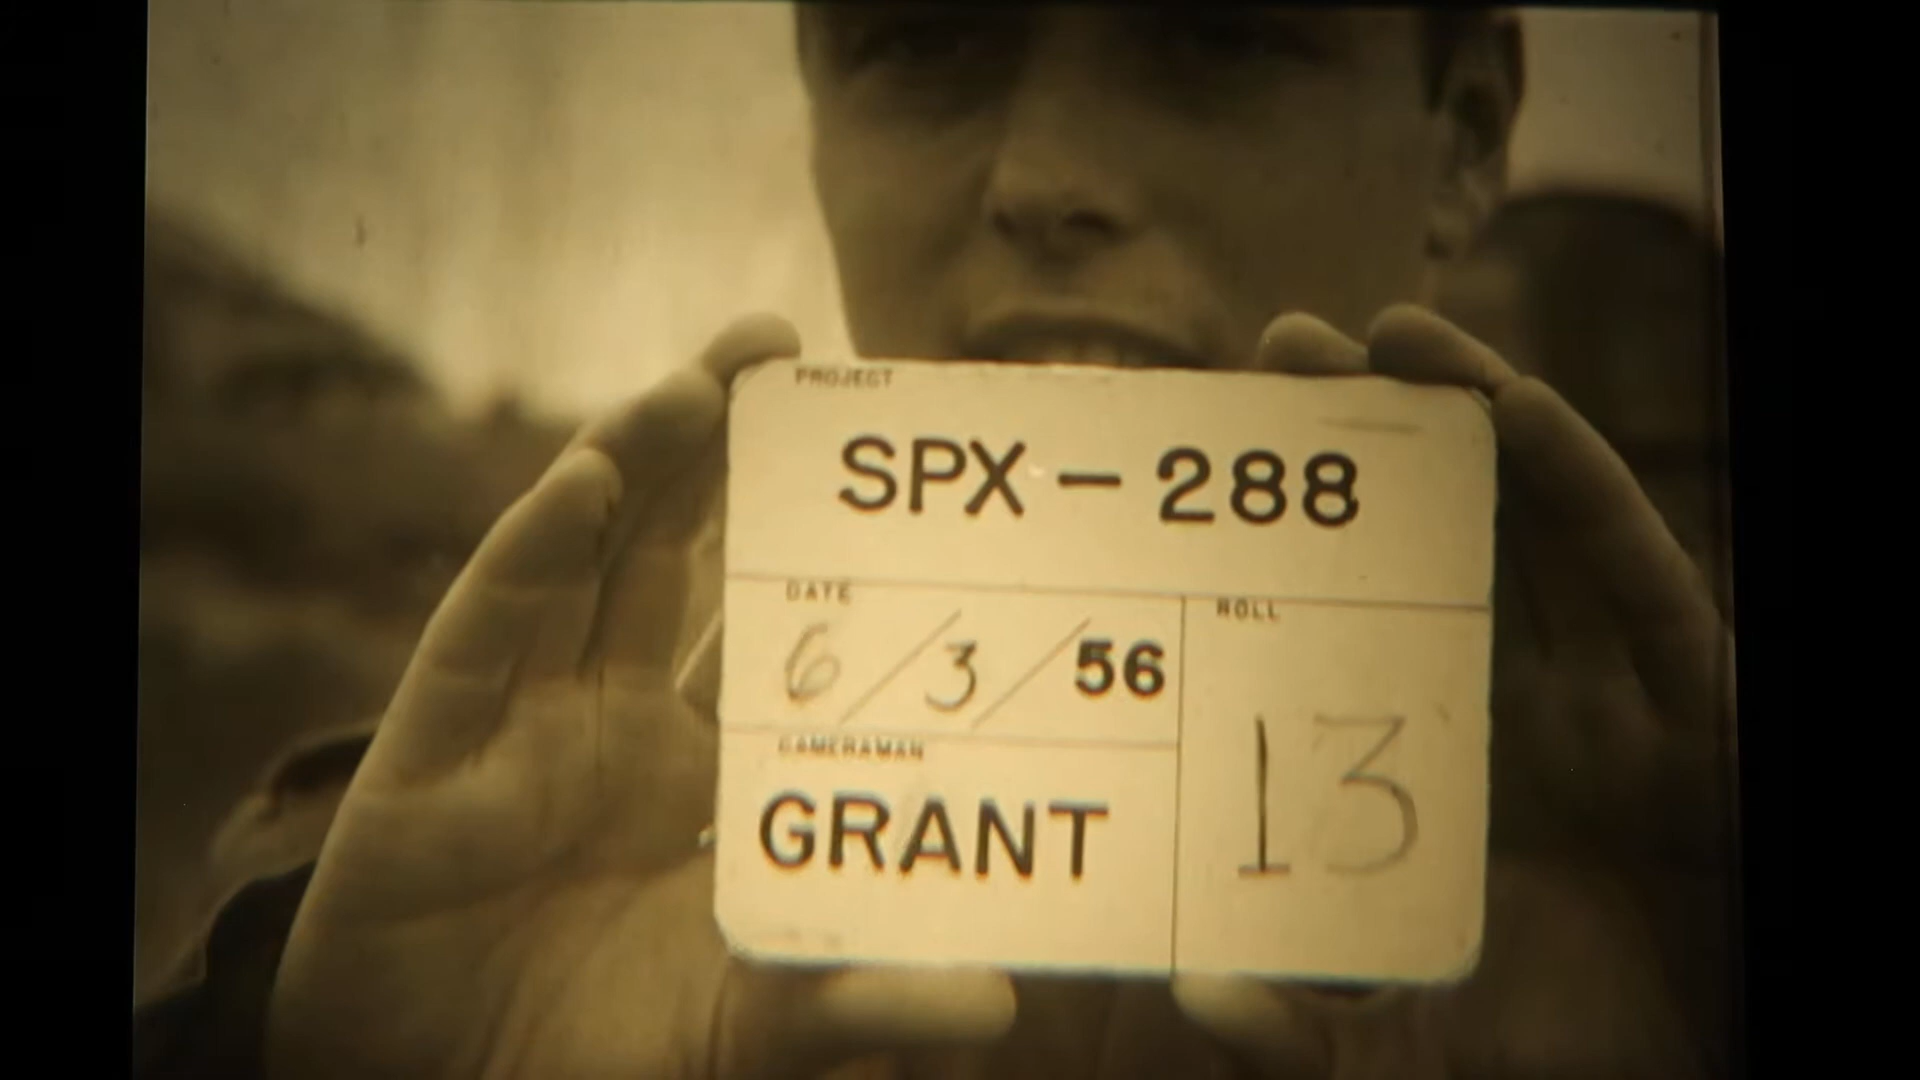 PROJECT
SPX - 288
DATE
6/3/56
ROLL
13
CAMERAMAN
GRANT